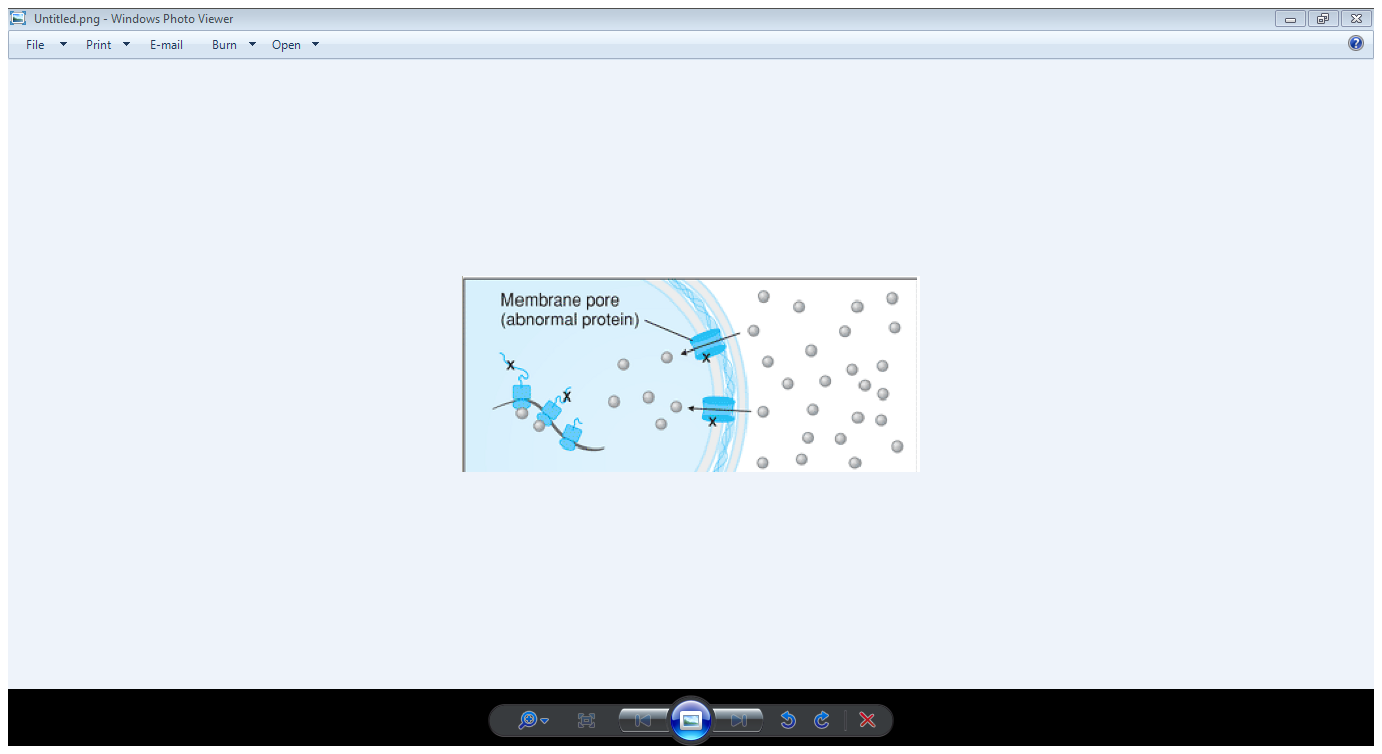 Untitled.png - Windows Photo Viewer
File Print E-mail Burn Open
Membrane pore
(abnormal protein)
X
X
X
X